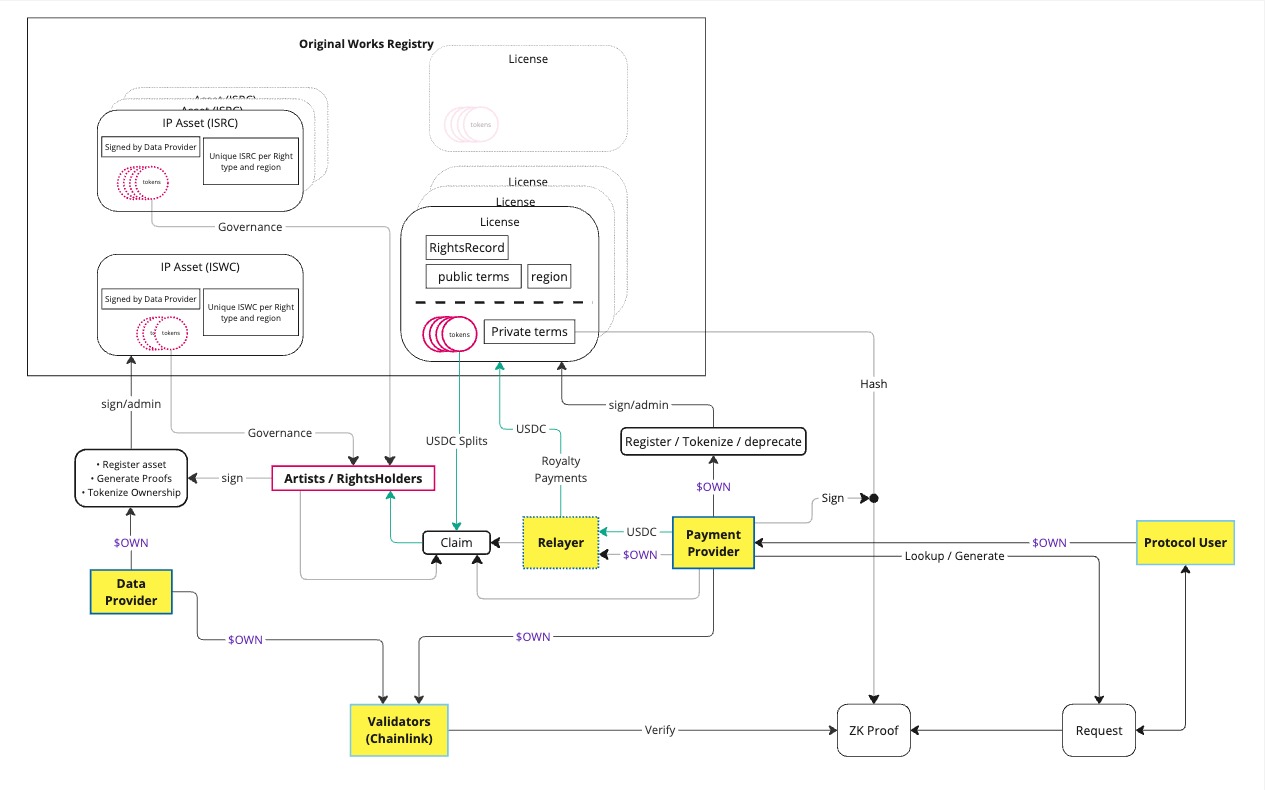 Original Works Registry
License
tokens
Asset (ISRC)
Asset (ISRC)
IP Asset (ISRC)
Signed by Data Provider
Unique ISRC per Right
type and region
tokens
Governance
License
License
License
RightsRecord
public terms
region
tokens
Private terms
IP Asset (ISWC)
Signed by Data Provider
Unique ISWC per Right
type and region
tokens
Hash
sign/admin
sign/admin
Governance
USDC Splits
USDC
Register / Tokenize / deprecate
• Register asset
• Generate Proofs
• Tokenize Ownership
sign
Artists / RightsHolders
Royalty
Payments
$OWN
Sign
$OWN
Claim
Relayer
USDC
$OWN
Payment
Provider
$OWN
Protocol User
Lookup / Generate
Data
Provider
$OWN
$OWN
Validators
(Chainlink)
Verify
ZK Proof
Request